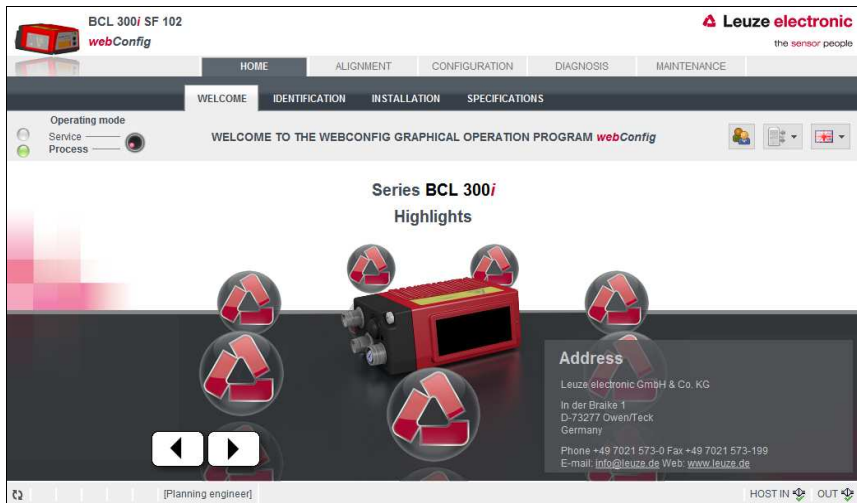 BCL 300i SF 102
webConfig
Leuze electronic
the sensor people
HOME ALIGNMENT CONFIGURATION DIAGNOSIS MAINTENANCE
WELCOME IDENTIFICATION INSTALLATION SPECIFICATIONS
Operating mode
Service
Process
WELCOME TO THE WEBCONFIG GRAPHICAL OPERATION PROGRAM webConfig
Series BCL 300i
Highlights
Address
Leuze electronic GmbH & Co. KG
In der Braike 1
D-73277 Owen/Teck
Germany
Phone +49 7021 573-0 Fax +49 7021 573-199
E-mail: info@leuze.de Web: www.leuze.de
[Planning engineer] HOST IN OUT